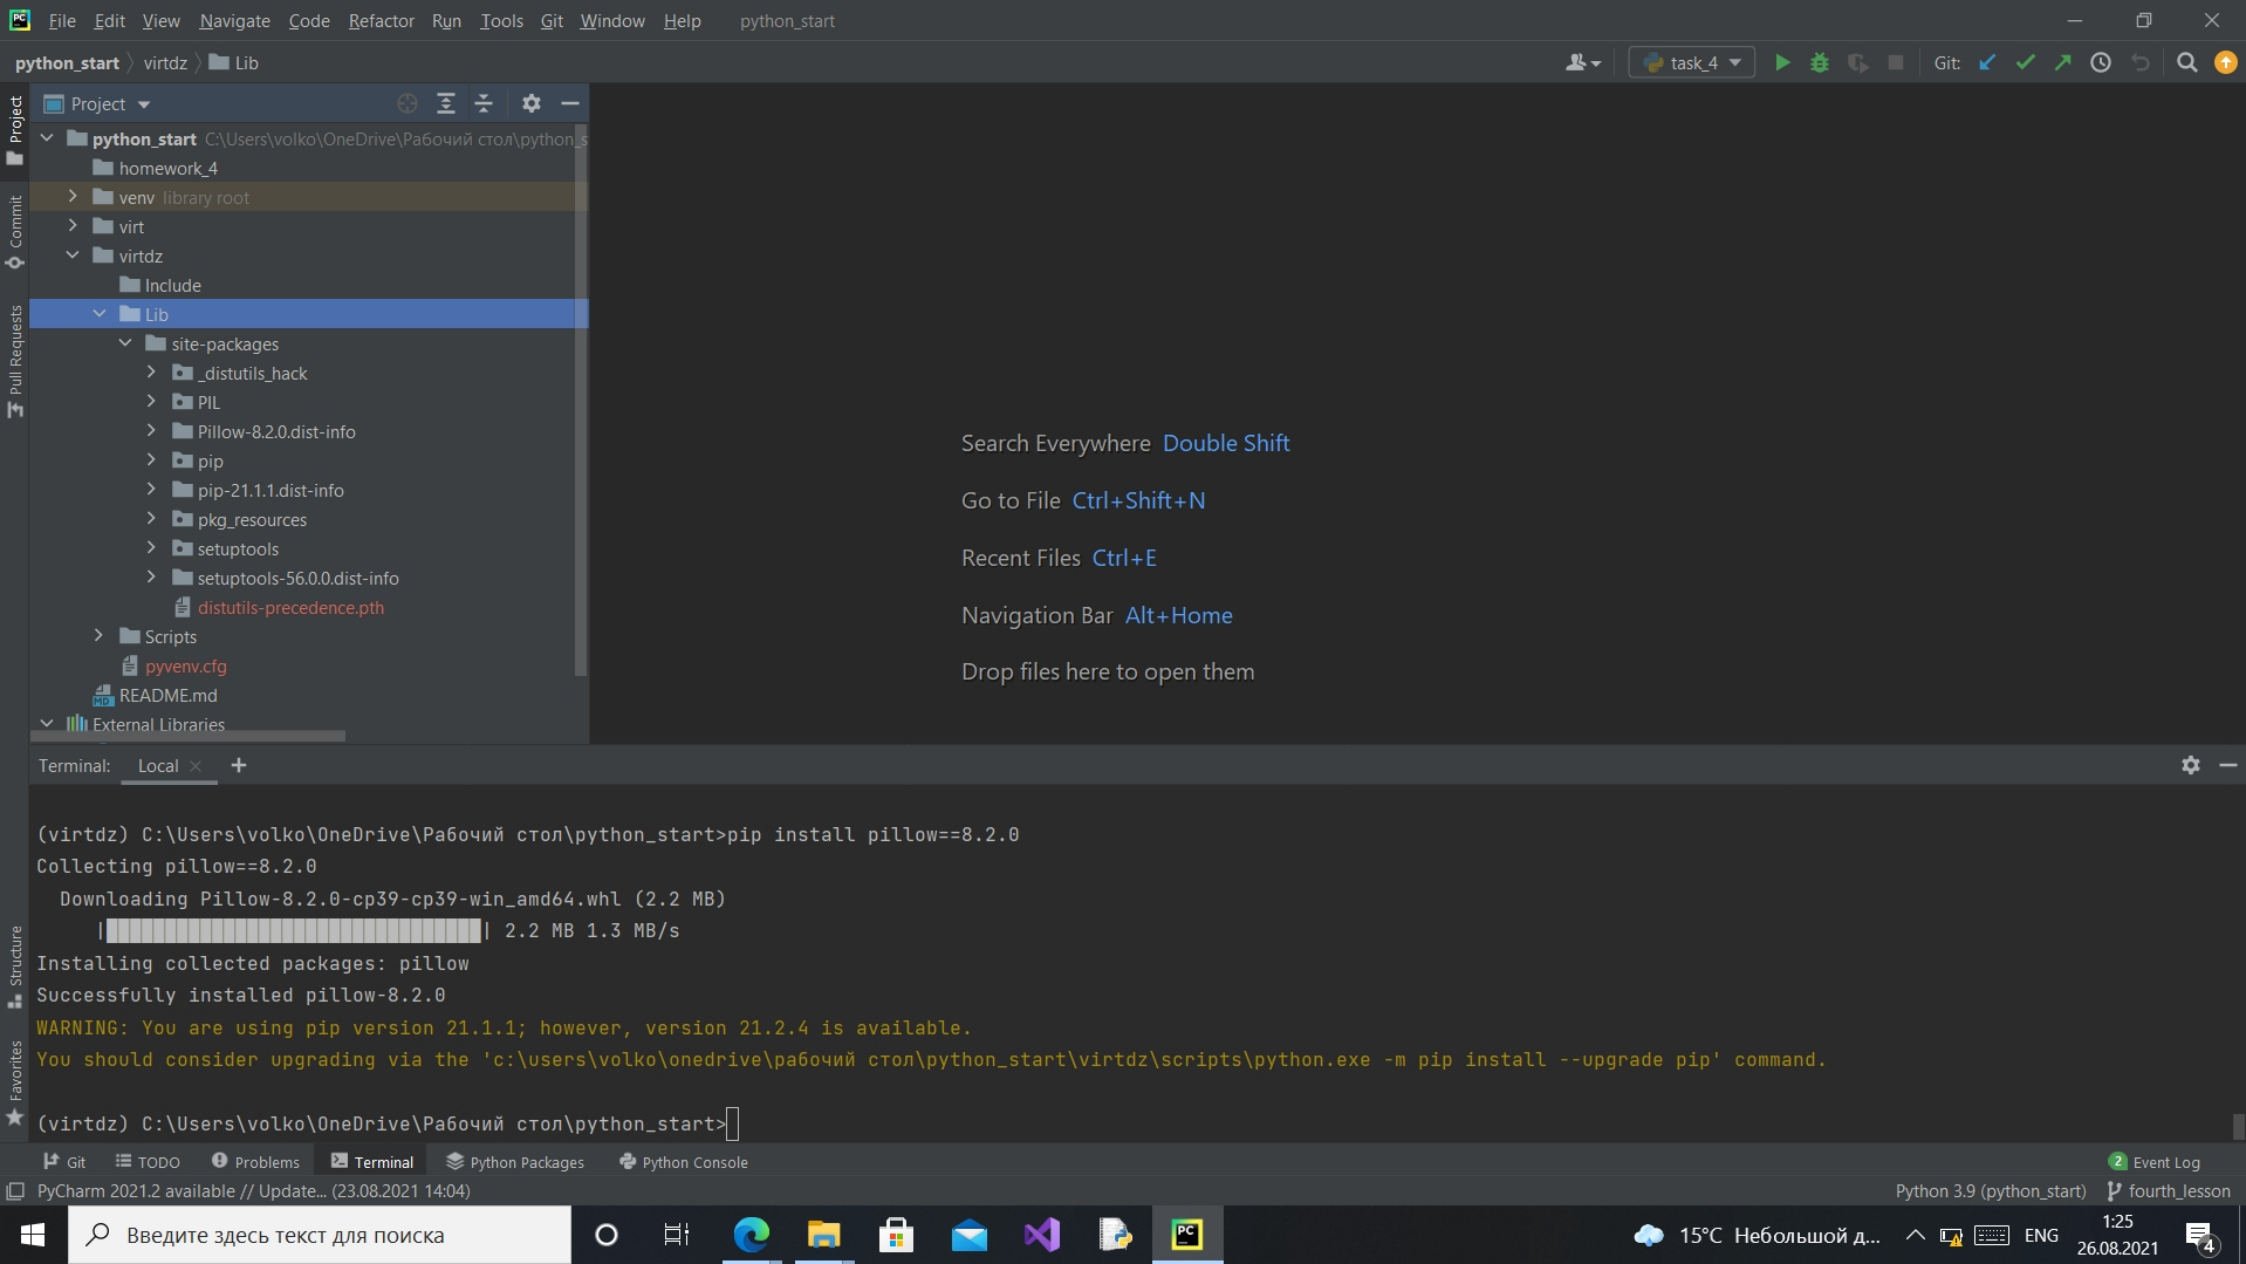 PC File Edit View Navigate Code Refactor Run Tools Git Window Help python_start
python_start virtdz Lib task_4 Git:
Project
Project
Commit
Pull Requests
Structure
Favorites
python_start C:\Users\volko\OneDrive\Рабочий стол\python_s
homework_4
venv library root
virt
virtdz
Include
Lib
site-packages
_distutils_hack
PIL
Pillow-8.2.0.dist-info
pip
pip-21.1.1.dist-info
pkg_resources
setuptools
setuptools-56.0.0.dist-info
distutils-precedence.pth
Scripts
pyvenv.cfg
README.md
External Libraries
Search Everywhere Double Shift
Go to File Ctrl+Shift+N
Recent Files Ctrl+E
Navigation Bar Alt+Home
Drop files here to open them
Terminal: Local +
(virtdz) C:\Users\volko\OneDrive\Рабочий стол\python_start>pip install pillow==8.2.0
Collecting pillow==8.2.0
Downloading Pillow-8.2.0-cp39-cp39-win_amd64.whl (2.2 MB)
|████████████████████████████████| 2.2 MB 1.3 MB/s
Installing collected packages: pillow
Successfully installed pillow-8.2.0
WARNING: You are using pip version 21.1.1; however, version 21.2.4 is available.
You should consider upgrading via the 'c:\users\volko\onedrive\рабочий стол\python_start\virtdz\scripts\python.exe -m pip install --upgrade pip' command.
(virtdz) C:\Users\volko\OneDrive\Рабочий стол\python_start>
Git TODO Problems Terminal Python Packages Python Console 2 Event Log
PyCharm 2021.2 available // Update... (23.08.2021 14:04) Python 3.9 (python_start) fourth_lesson
Введите здесь текст для поиска PC 15°C Небольшой д... ENG 1:25
26.08.2021 4